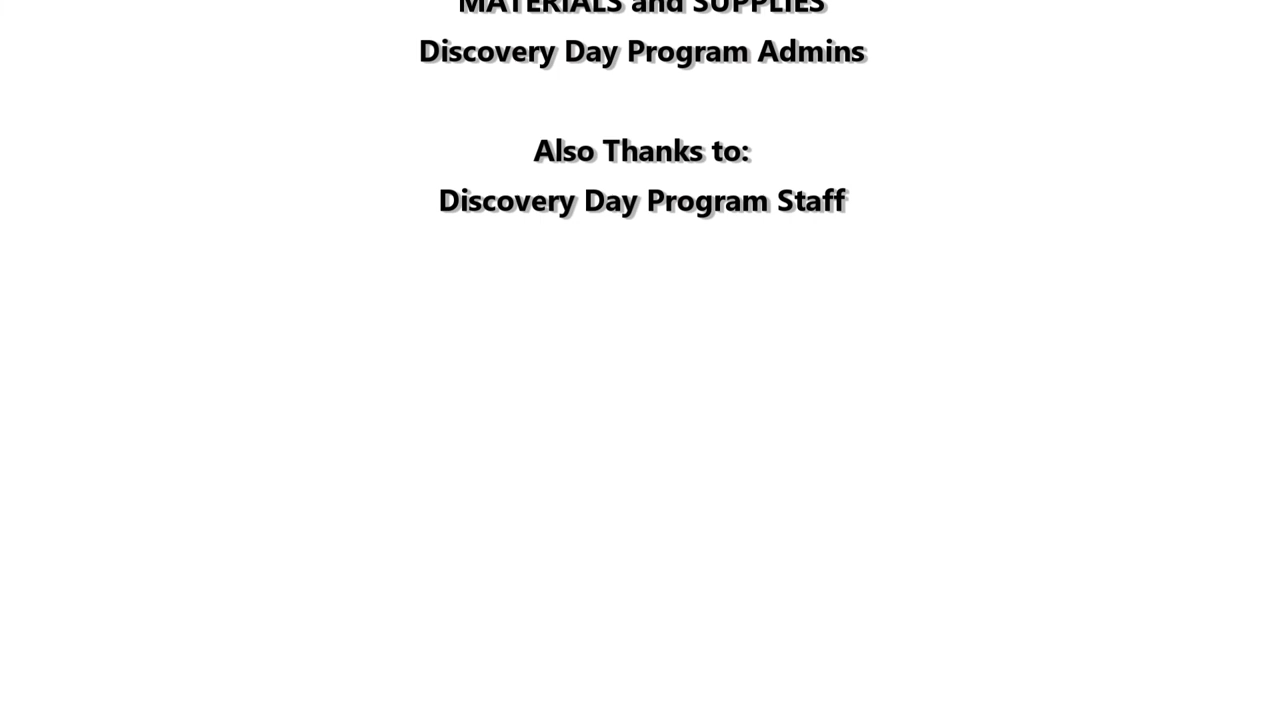 MATERIALS and SUPPLIES
Discovery Day Program Admins
Also Thanks to:
Discovery Day Program Staff